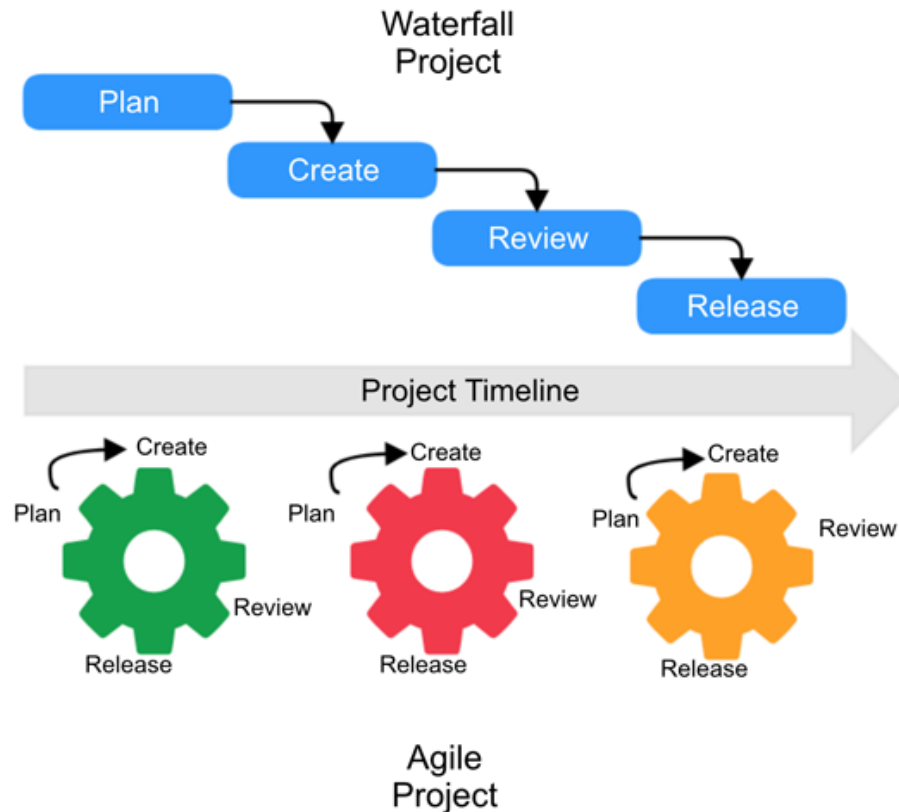 Waterfall
Project
Plan
Create
Review
Release
Project Timeline
Create
Plan
Review
Release
Create
Plan
Review
Release
Create
Plan
Review
Release
Agile
Project